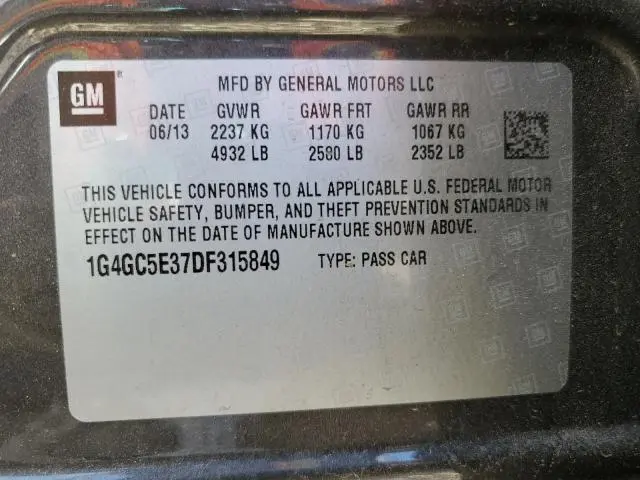 GM
MFD BY GENERAL MOTORS LLC
DATE GVWR GAWR FRT GAWR RR
06/13 2237 KG 1170 KG 1067 KG
4932 LB 2580 LB 2352 LB
THIS VEHICLE CONFORMS TO ALL APPLICABLE U.S. FEDERAL MOTOR
VEHICLE SAFETY, BUMPER, AND THEFT PREVENTION STANDARDS IN
EFFECT ON THE DATE OF MANUFACTURE SHOWN ABOVE.
1G4GC5E37DF315849 TYPE: PASS CAR